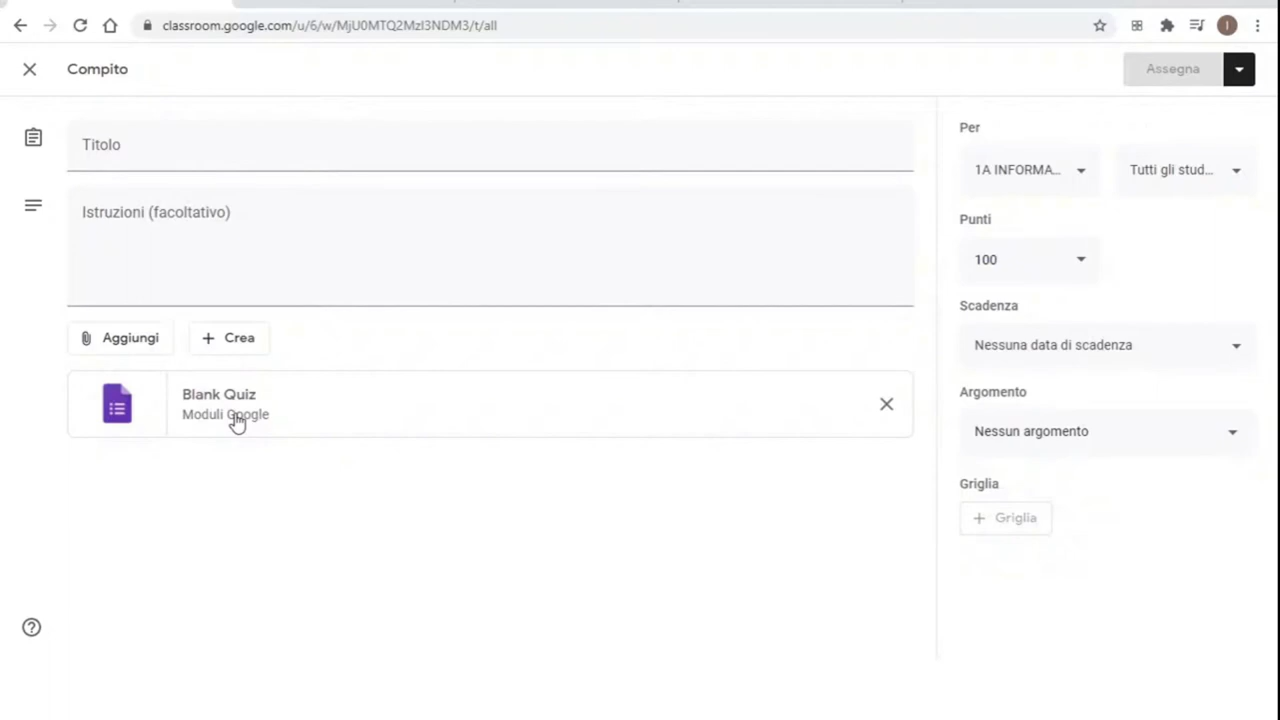 classroom.google.com/u/6/w/MjU0MTQ2MzI3NDM3/t/all
I
Compito
Assegna
Titolo
Istruzioni (facoltativo)
Aggiungi
+ Crea
Blank Quiz
Moduli Google
Per
1A INFORMA...
Tutti gli stud...
Punti
100
Scadenza
Nessuna data di scadenza
Argomento
Nessun argomento
Griglia
+ Griglia